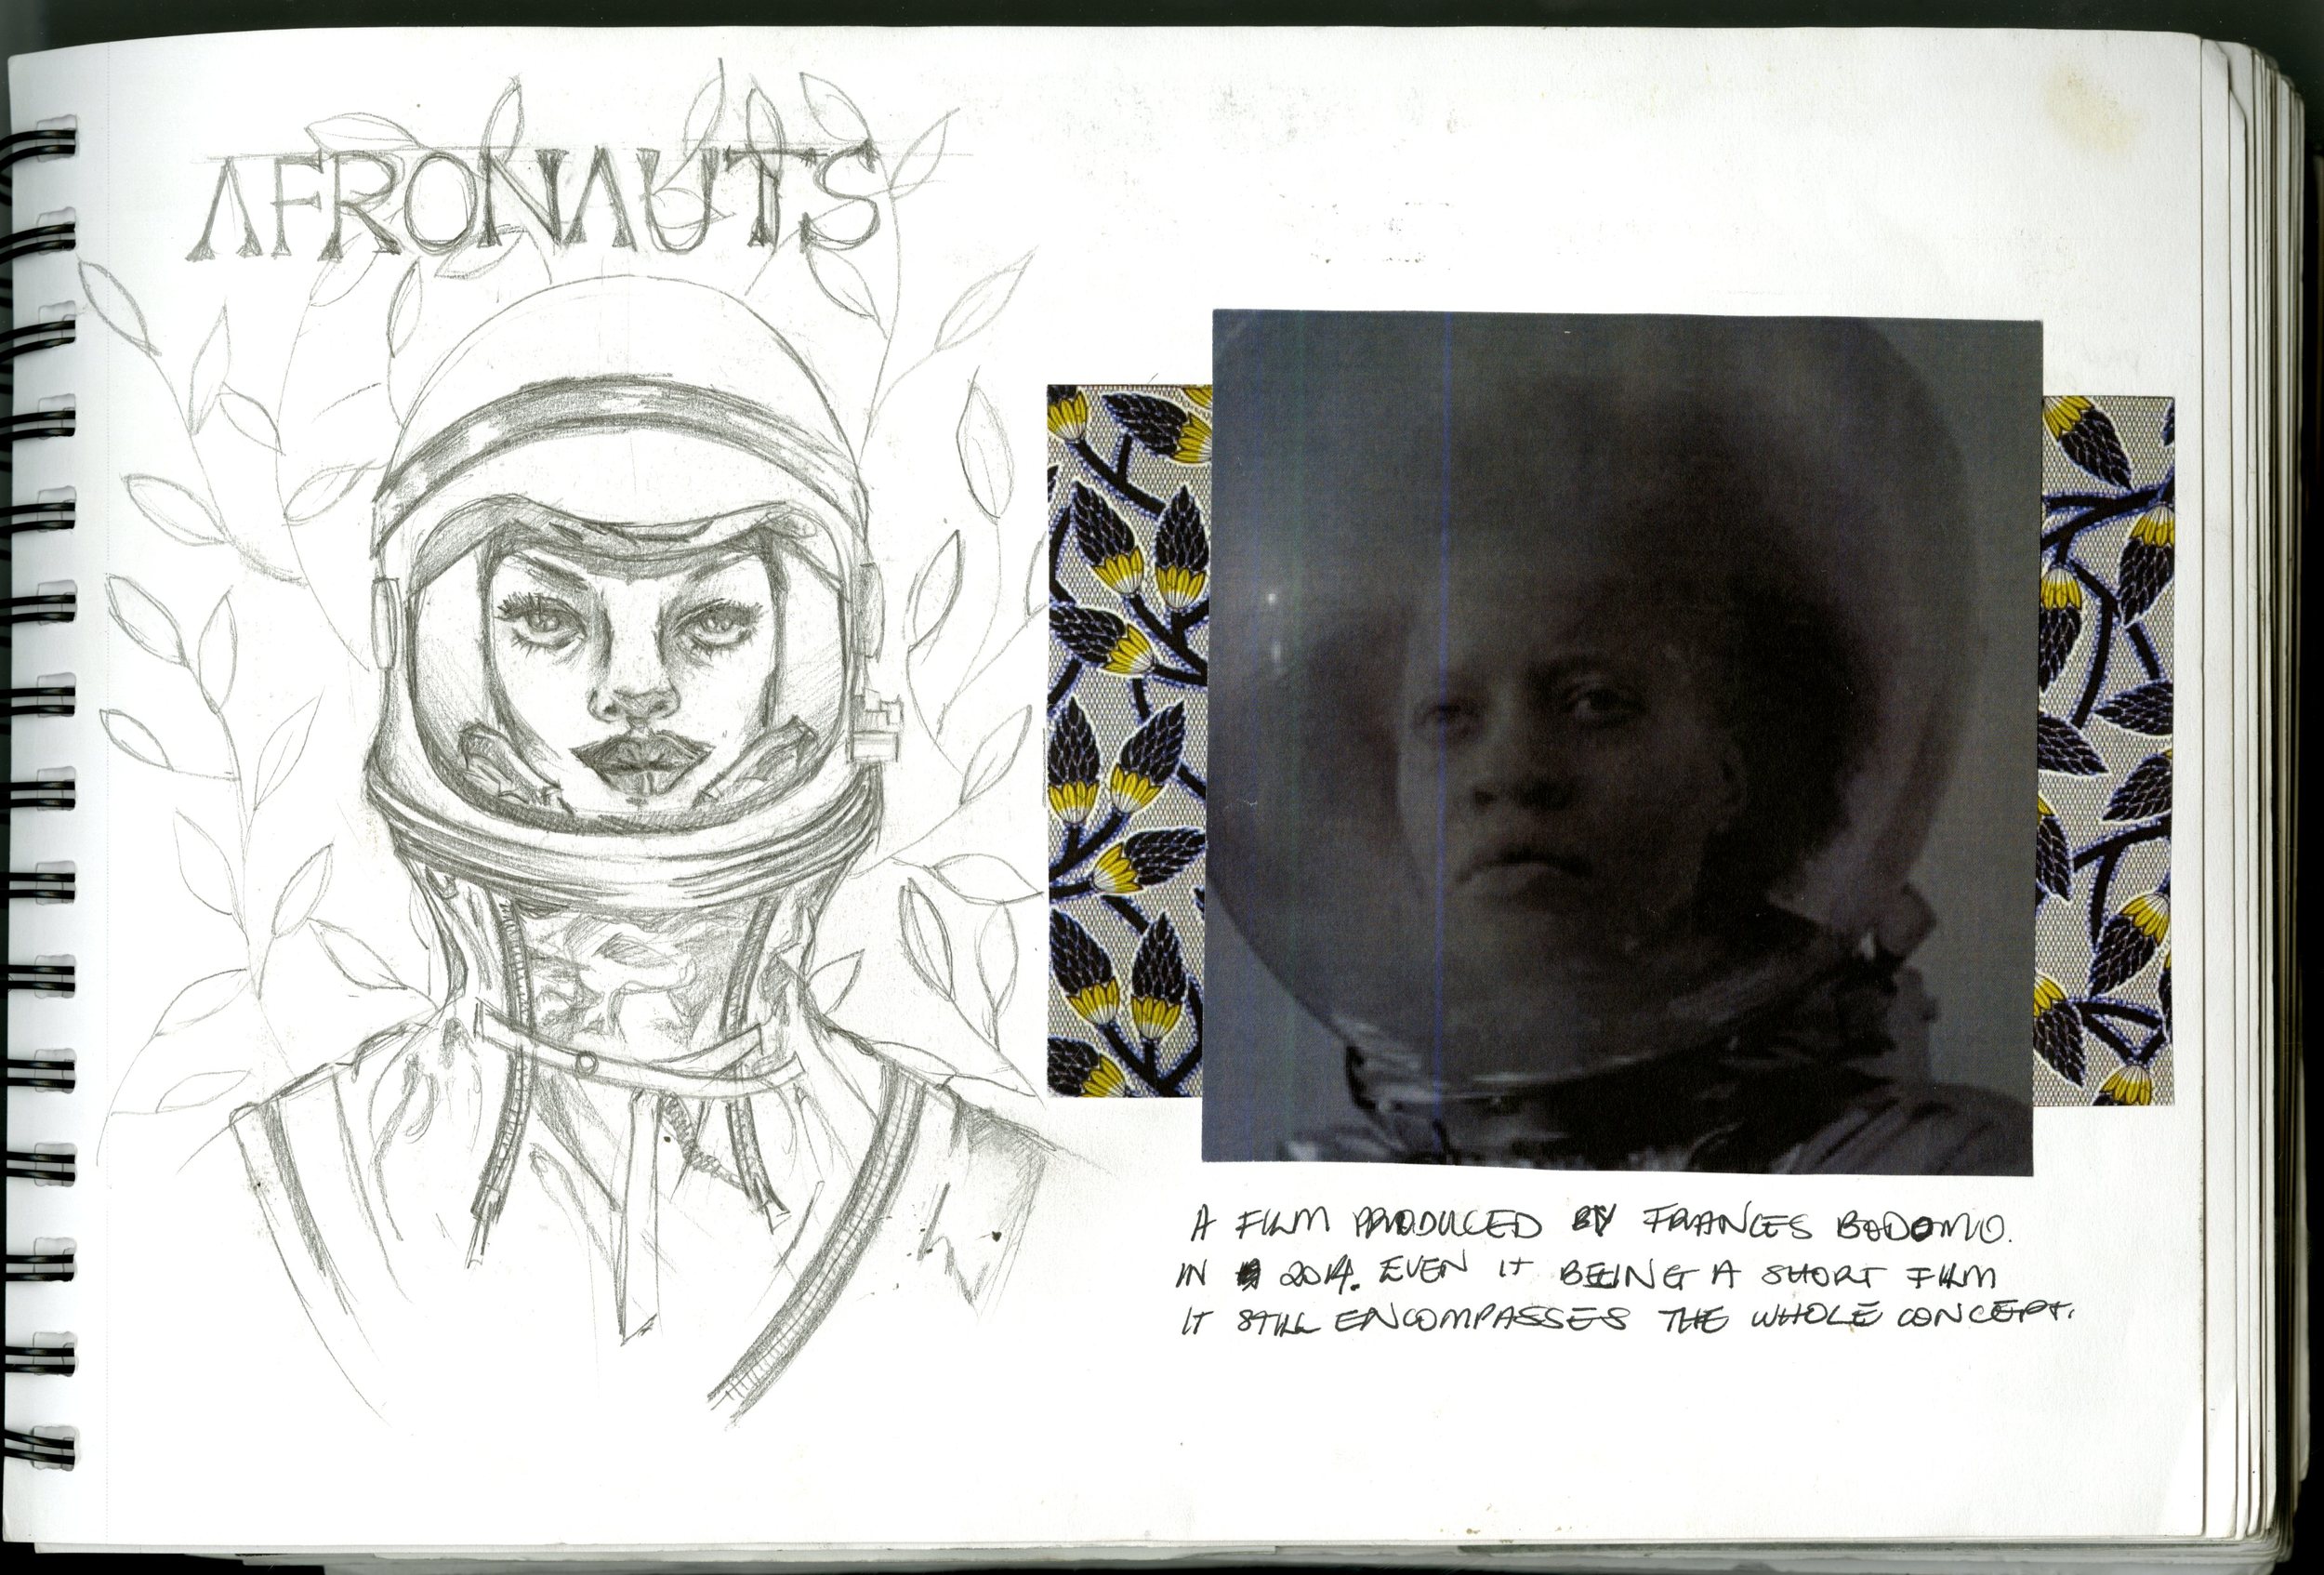 AFRONAUTS
A FILM PRODUCED BY FRANCES BODOMO.
IN 2014. EVEN IT BEING A SHORT FILM
IT STILL ENCOMPASSES THE WHOLE CONCEPT.